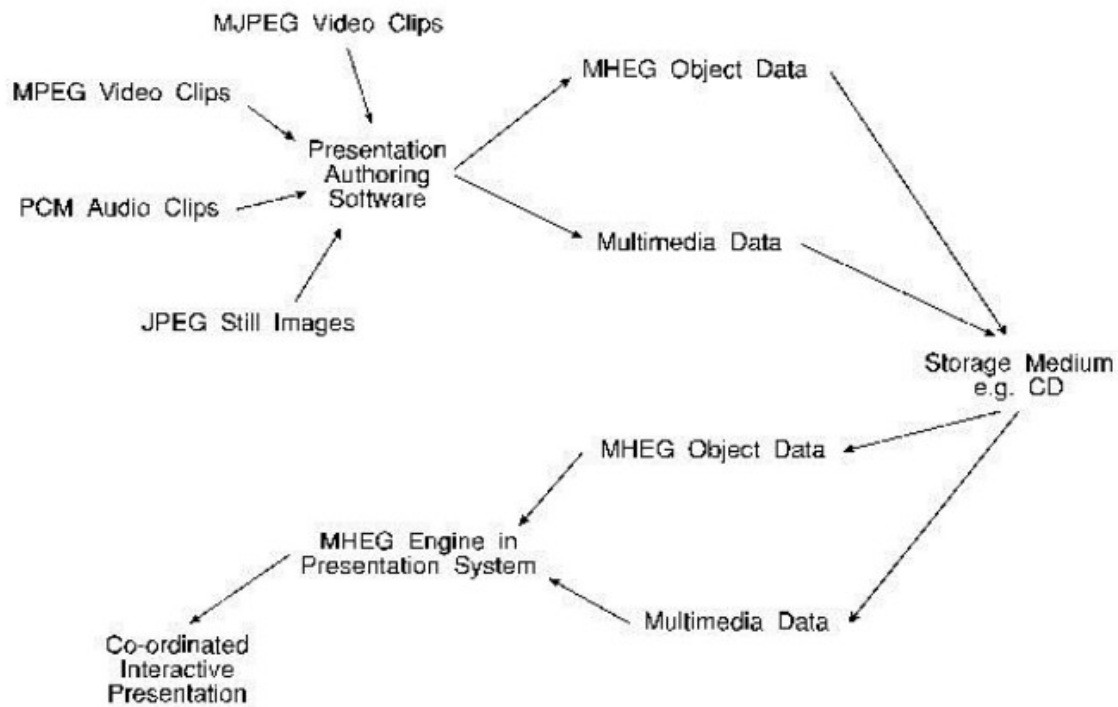 MJPEG Video Clips
MHEG Object Data
MPEG Video Clips
Presentation
Authoring
Software
PCM Audio Clips
Multimedia Data
JPEG Still Images
Storage Medium
e.g. CD
MHEG Object Data
MHEG Engine in
Presentation System
Multimedia Data
Co-ordinated
Interactive
Presentation